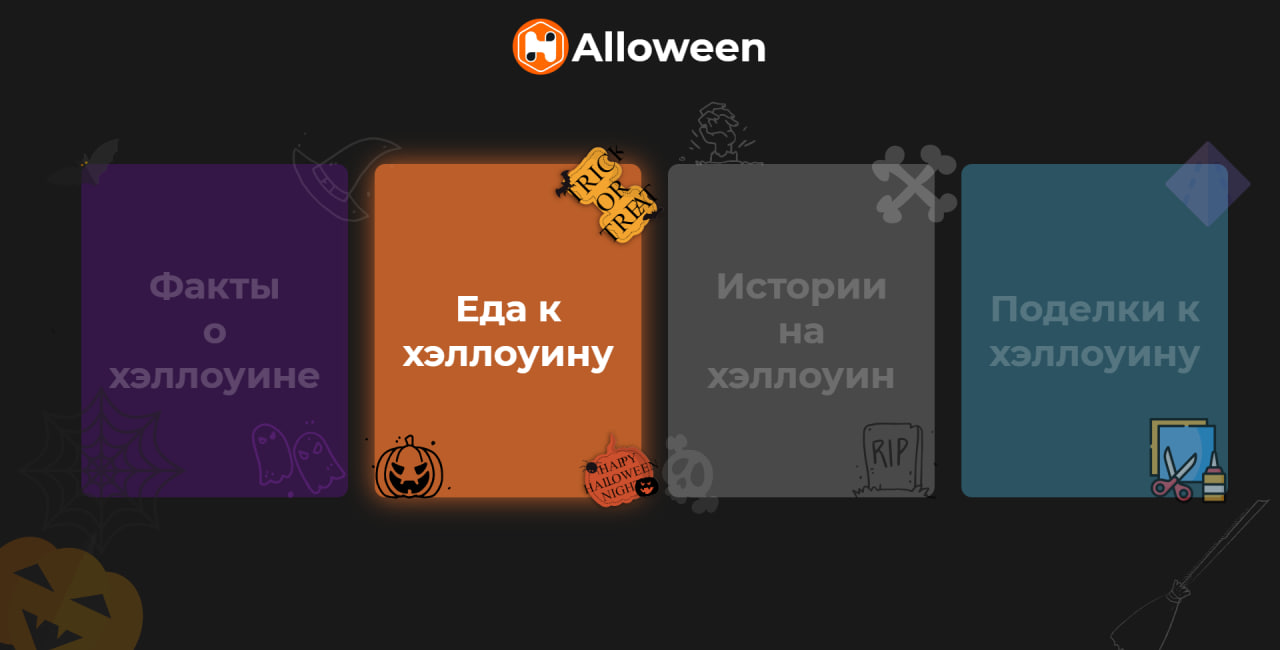 Alloween
Факты
о
хэллоуине
TRICK
OR
TREAT
Еда к
хэллоуину
HAPPY
HALLOWEEN
NIGHT
Истории
на
хэллоуин
RIP
Поделки к
хэллоуину